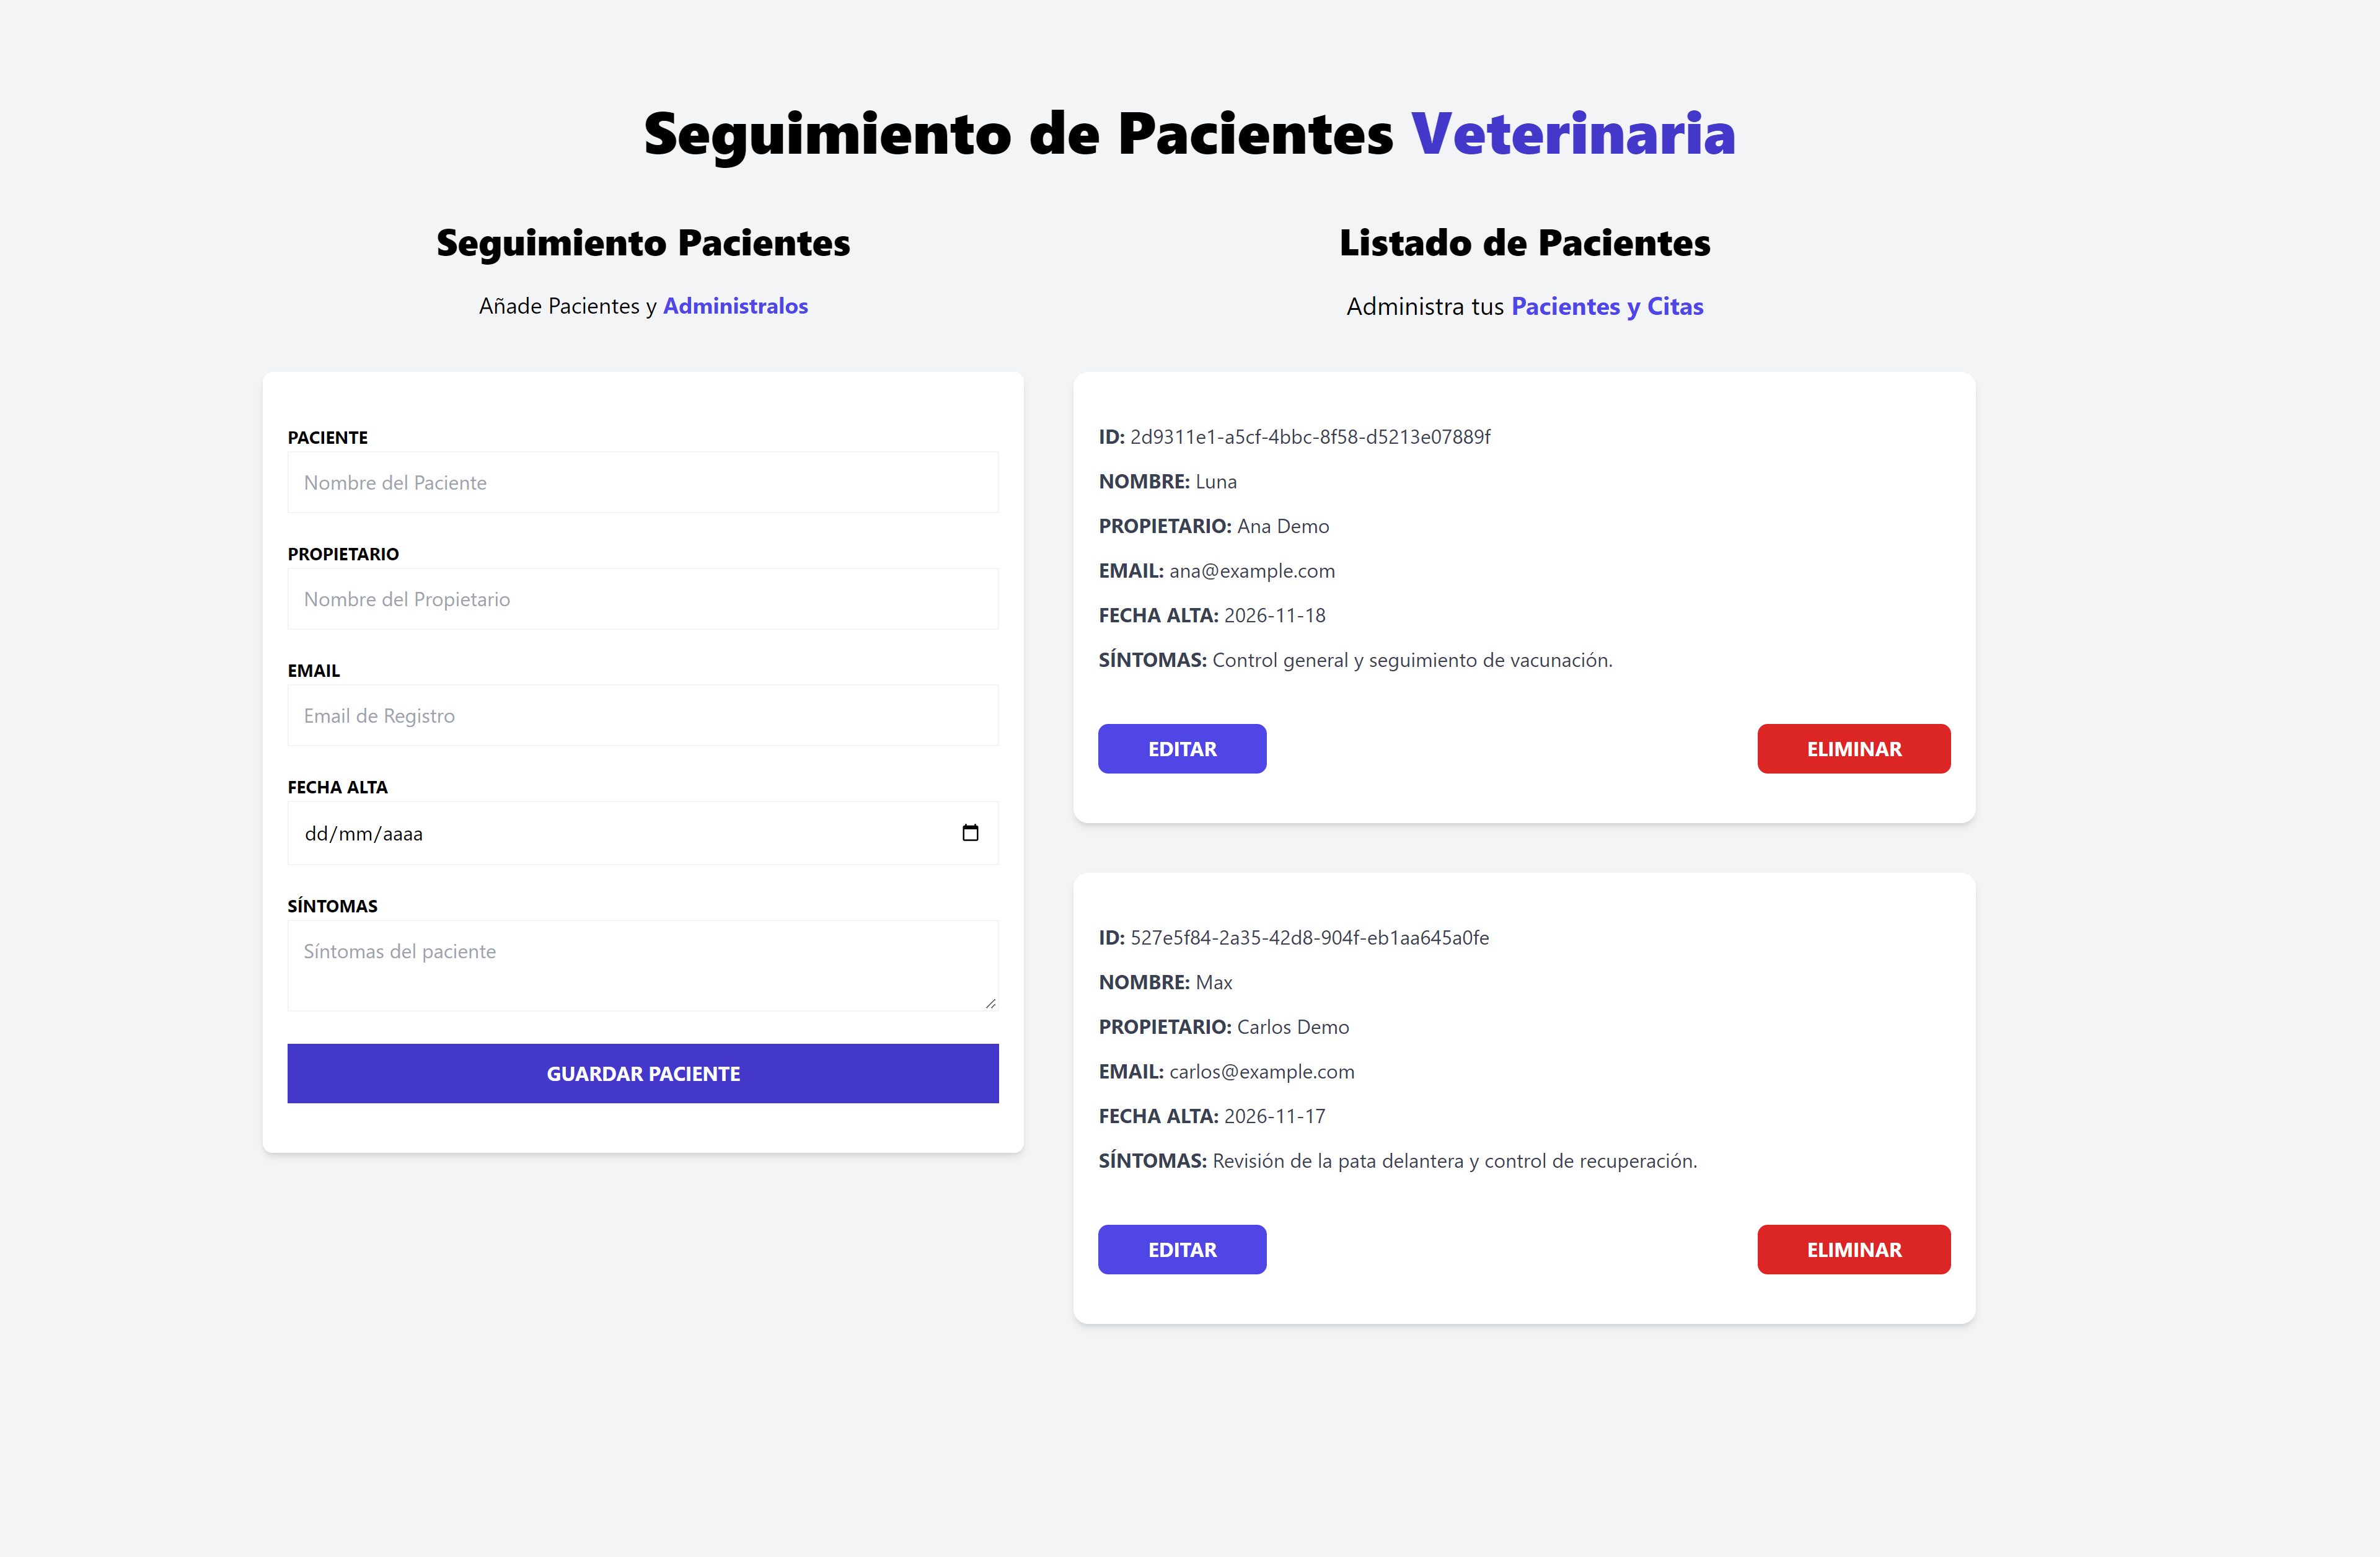 Seguimiento de Pacientes Veterinaria
Seguimiento Pacientes
Añade Pacientes y Administralos
PACIENTE
Nombre del Paciente
PROPIETARIO
Nombre del Propietario
EMAIL
Email de Registro
FECHA ALTA
dd/mm/aaaa
SÍNTOMAS
Síntomas del paciente
GUARDAR PACIENTE
Listado de Pacientes
Administra tus Pacientes y Citas
ID: 2d9311e1-a5cf-4bbc-8f58-d5213e07889f
NOMBRE: Luna
PROPIETARIO: Ana Demo
EMAIL: ana@example.com
FECHA ALTA: 2026-11-18
SÍNTOMAS: Control general y seguimiento de vacunación.
EDITAR
ELIMINAR
ID: 527e5f84-2a35-42d8-904f-eb1aa645a0fe
NOMBRE: Max
PROPIETARIO: Carlos Demo
EMAIL: carlos@example.com
FECHA ALTA: 2026-11-17
SÍNTOMAS: Revisión de la pata delantera y control de recuperación.
EDITAR
ELIMINAR